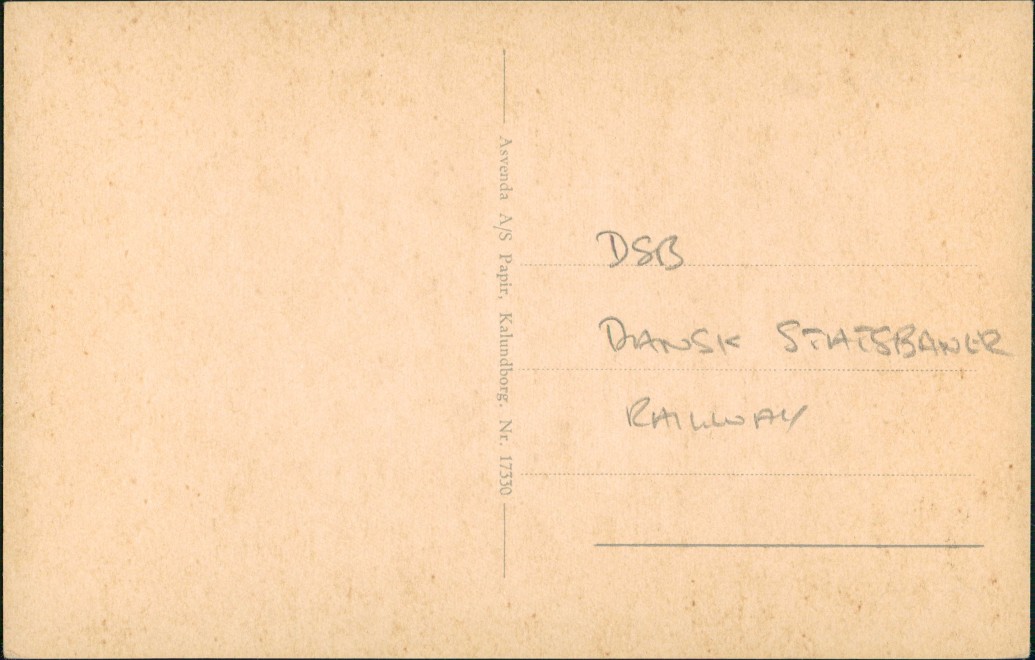 Asvenda A/S Papir, Kalundborg. Nr. 17330
DSB
DANSK STATSBANER
RAILWAY